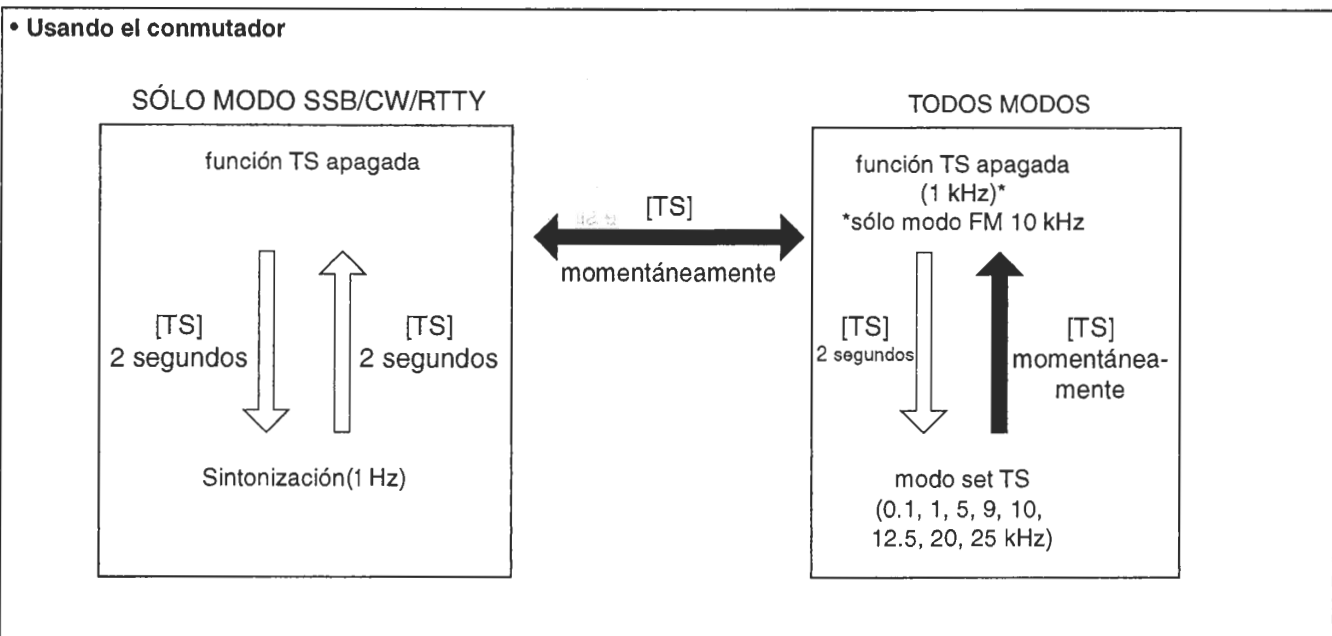 • Usando el conmutador
SÓLO MODO SSB/CW/RTTY
función TS apagada
[TS]
2 segundos
[TS]
2 segundos
Sintonización(1 Hz)
[TS]
momentáneamente
TODOS MODOS
función TS apagada
(1 kHz)*
*sólo modo FM 10 kHz
[TS]
2 segundos
[TS]
momentánea-
mente
modo set TS
(0.1, 1, 5, 9, 10,
12.5, 20, 25 kHz)